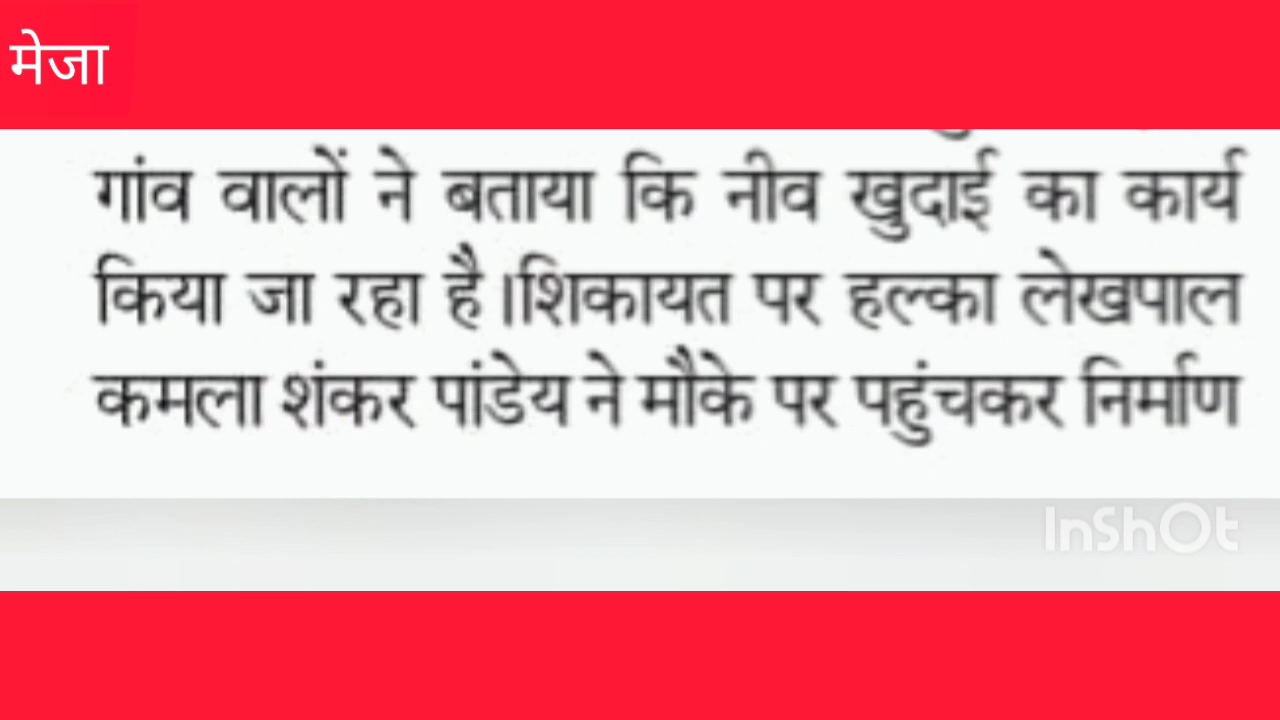 मेजा
गांव वालों ने बताया कि नीव खुदाई का कार्य
किया जा रहा है।शिकायत पर हल्का लेखपाल
कमला शंकर पांडेय ने मौके पर पहुंचकर निर्माण
InShOt